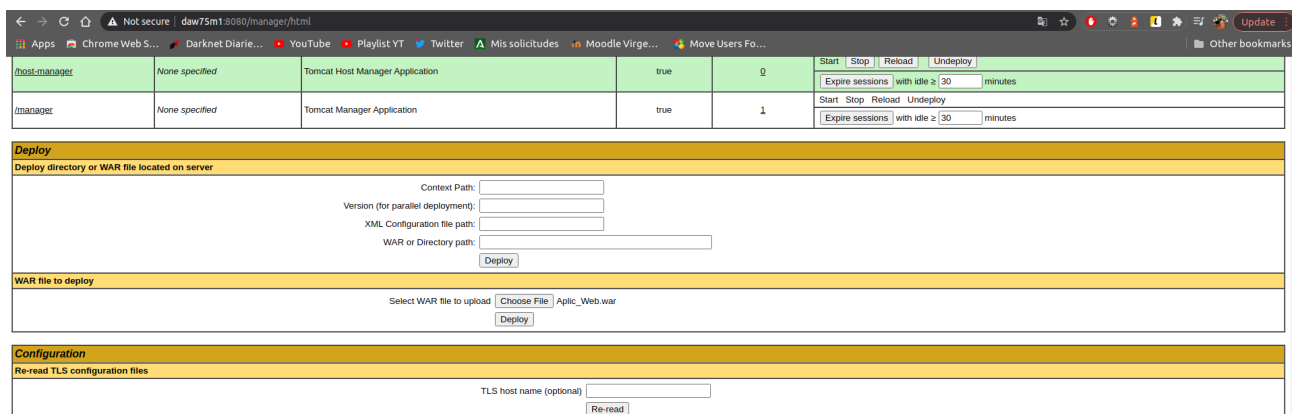 Not secure | daw75m1:8080/manager/html
Update
Apps Chrome Web S... Darknet Diarie... YouTube Playlist YT Twitter Mis solicitudes Moodle Virge... Move Users Fo... Other bookmarks
/host-manager None specified Tomcat Host Manager Application true 0 Start Stop Reload Undeploy
Expire sessions with idle ≥ 30 minutes
/manager None specified Tomcat Manager Application true 1 Start Stop Reload Undeploy
Expire sessions with idle ≥ 30 minutes
Deploy
Deploy directory or WAR file located on server
Context Path:
Version (for parallel deployment):
XML Configuration file path:
WAR or Directory path:
Deploy
WAR file to deploy
Select WAR file to upload Choose File Aplic_Web.war
Deploy
Configuration
Re-read TLS configuration files
TLS host name (optional)
Re-read